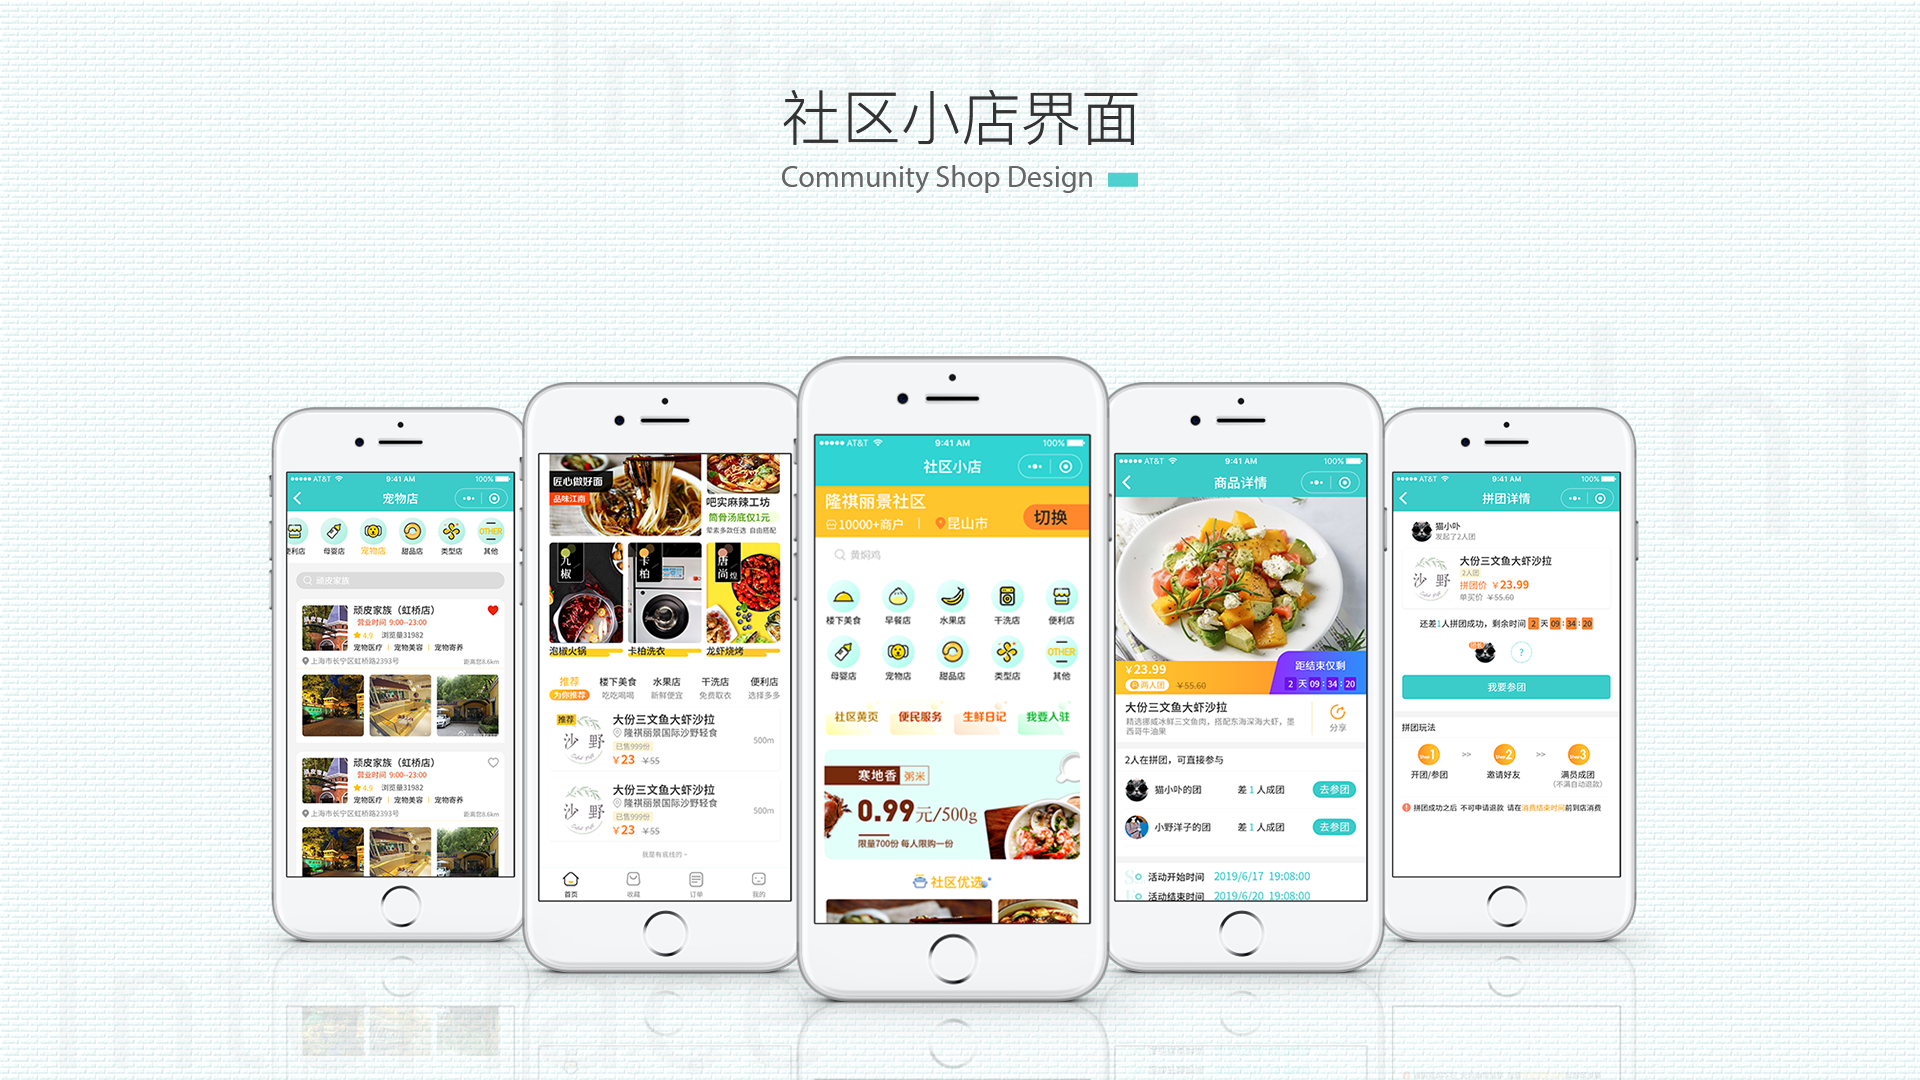 Interface
社区小店界面
Community Shop Design
AT&T
9:41 AM
100%
宠物店
便利店
母婴店
宠物店
甜品店
类型店
OTHER
其他
顽皮家族
顽皮家族（虹桥店）
营业时间 9:00--23:00
4.9 浏览量31982
宠物医疗 | 宠物美容 | 宠物寄养
上海市长宁区虹桥路2393号
距离您8.6km
顽皮家族（虹桥店）
营业时间 9:00--23:00
4.9 浏览量31982
宠物医疗 | 宠物美容 | 宠物寄养
上海市长宁区虹桥路2393号
距离您8.6km
匠心做好面
品味江南
吧实麻辣工坊
筒骨汤底仅1元
荤素多款任选 自由搭配
九椒
卡柏
唐尚煌
泡椒火锅
卡柏洗衣
龙虾烧烤
推荐
楼下美食
水果店
干洗店
便利店
为你推荐
吃吃喝喝
新鲜便宜
免费取衣
选择多多
推荐
沙野
大份三文鱼大虾沙拉
隆祺丽景国际沙野轻食
已售999份
¥23 ¥55
500m
沙野
大份三文鱼大虾沙拉
隆祺丽景国际沙野轻食
已售999份
¥23 ¥55
500m
我是有底线的~
首页
收藏
订单
我的
AT&T
9:41 AM
100%
社区小店
隆祺丽景社区
10000+商户 | 昆山市
切换
黄焖鸡
楼下美食
早餐店
水果店
干洗店
便利店
母婴店
宠物店
甜品店
类型店
OTHER
其他
社区黄页
便民服务
生鲜日记
我要入驻
寒地香 粥米
0.99元/500g
限量700份 每人限购一份
社区优选
AT&T
9:41 AM
100%
商品详情
¥23.99
两人团 ¥55.60
距结束仅剩
2 天 09 : 34 : 20
大份三文鱼大虾沙拉
精选挪威冰鲜三文鱼肉，搭配东海深海大虾，墨
西哥牛油果
分享
2人在拼团，可直接参与
猫小卟的团
差 1 人成团
去参团
小野洋子的团
差 1 人成团
去参团
活动开始时间 2019/6/17 19:08:00
活动结束时间 2019/6/20 19:08:00
AT&T
9:41 AM
100%
拼团详情
猫小卟
发起了2人团
沙野
大份三文鱼大虾沙拉
2人团
拼团价 ¥23.99
单买价 ¥55.60
还差1人拼团成功，剩余时间 2 天 09 : 34 : 20
?
我要参团
拼团玩法
Step1
>>
Step2
>>
Step3
开团/参团
邀请好友
满员成团
(不满自动退款)
拼团成功之后 不可申请退款 请在消费结束时间前到店消费